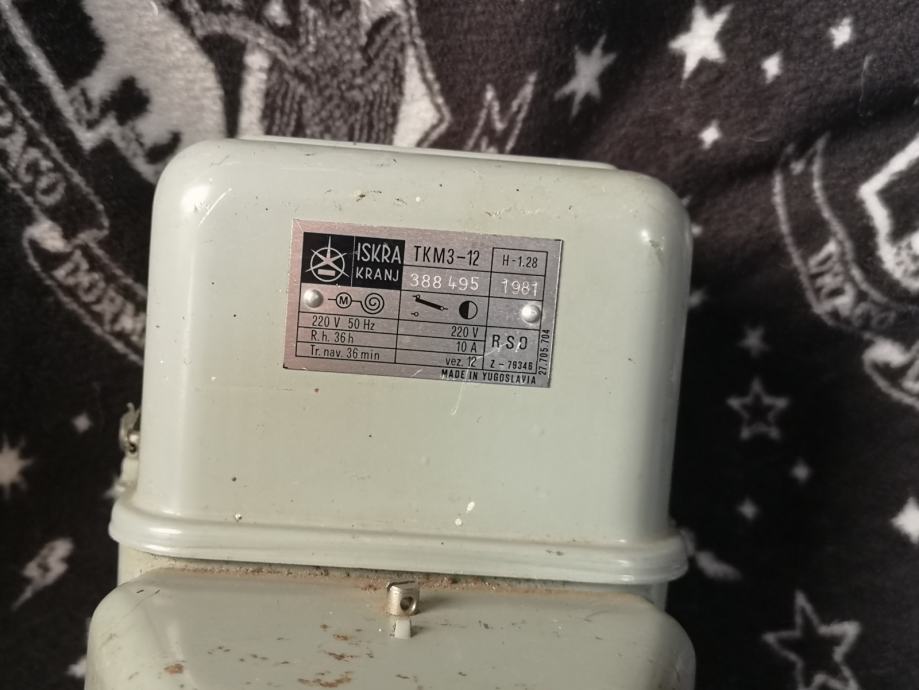 ISKRA
KRANJ
TKM3-12
H-1.28
388 495
1981
M
220 V 50 Hz
R.h. 36h
Tr. nav. 36 min
220 V
10 A
vez. 12
R S O
Z - 79346
27.705.704
MADE IN YUGOSLAVIA